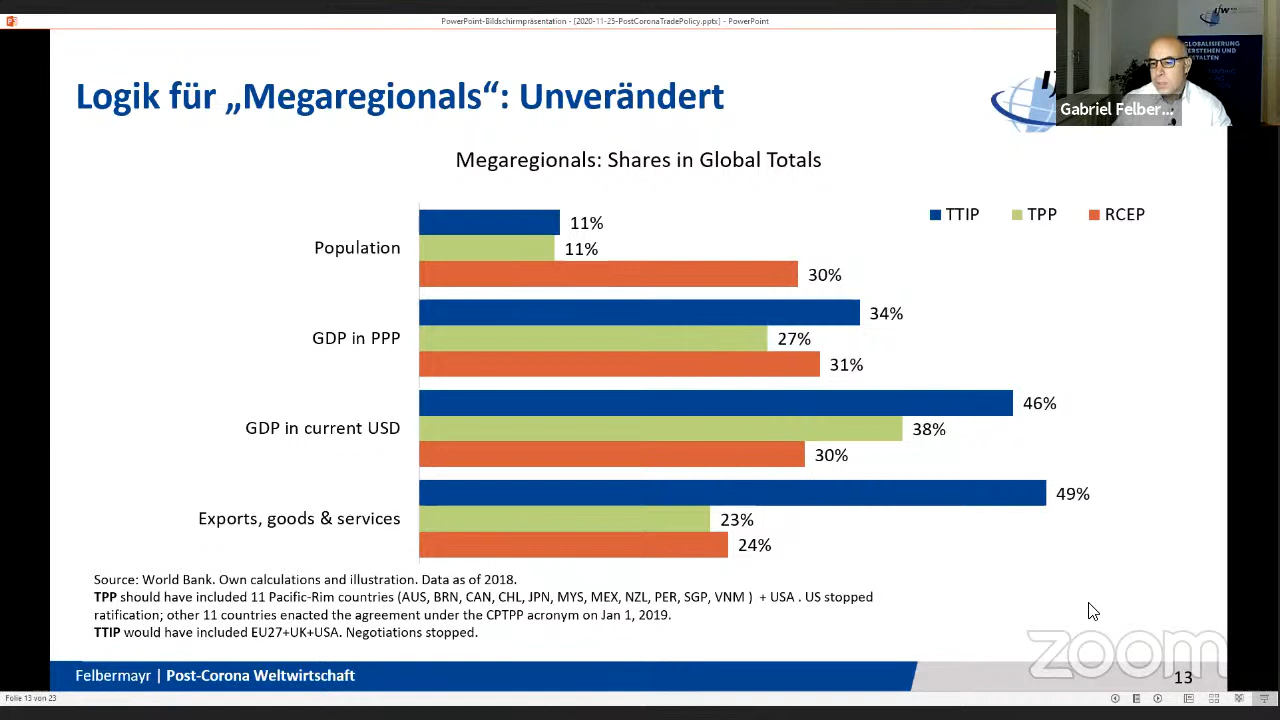 PowerPoint-Bildschirmpräsentation - [2020-11-25-PostCoronaTradePolicy.pptx] - PowerPoint
ifw
GLOBALISIERUNG
VERSTEHEN UND
GESTALTEN
Gabriel Felber...
Logik für „Megaregionals“: Unverändert
Megaregionals: Shares in Global Totals
TTIP TPP RCEP
Population
11%
11%
30%
GDP in PPP
34%
27%
31%
GDP in current USD
46%
38%
30%
Exports, goods & services
49%
23%
24%
Source: World Bank. Own calculations and illustration. Data as of 2018.
TPP should have included 11 Pacific-Rim countries (AUS, BRN, CAN, CHL, JPN, MYS, MEX, NZL, PER, SGP, VNM ) + USA . US stopped
ratification; other 11 countries enacted the agreement under the CPTPP acronym on Jan 1, 2019.
TTIP would have included EU27+UK+USA. Negotiations stopped.
zoom
Felbermayr | Post-Corona Weltwirtschaft
13
Folie 13 von 23